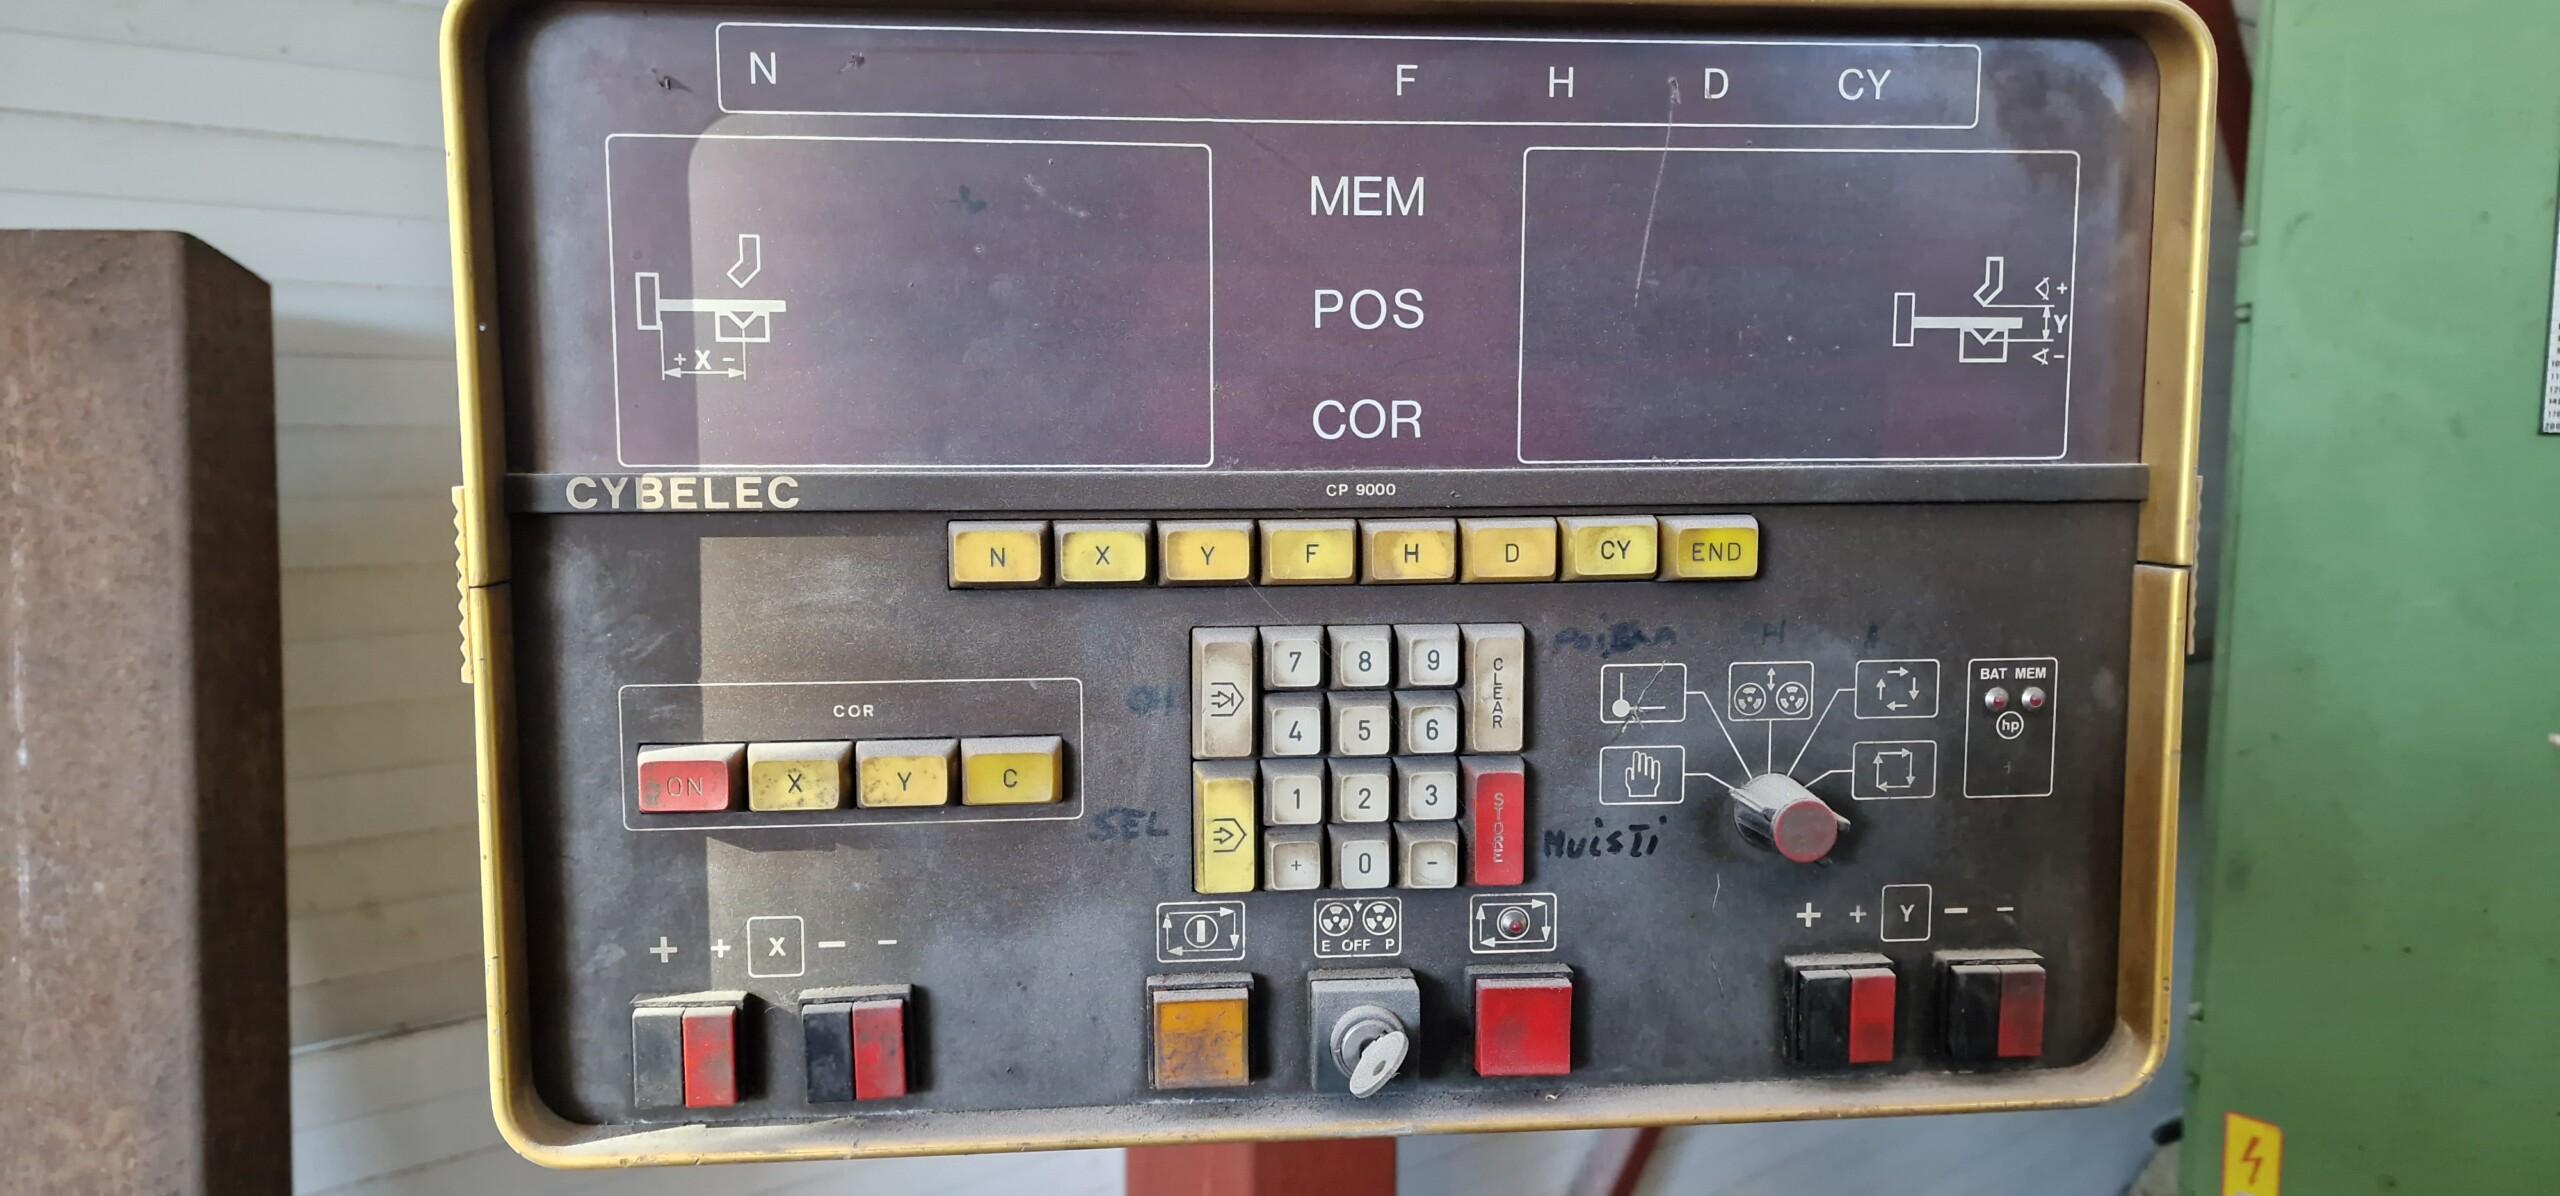 N F H D CY
MEM
POS
COR
+ X -
+
Y
-
CYBELEC CP 9000
N X Y F H D CY END
7 8 9 CLEAR
4 5 6
BAT MEM
hp
COR
ON X Y C
SEL
1 2 3 STORE
+ 0 -
MUISTI
E OFF P
+ + X - -
+ + Y - -